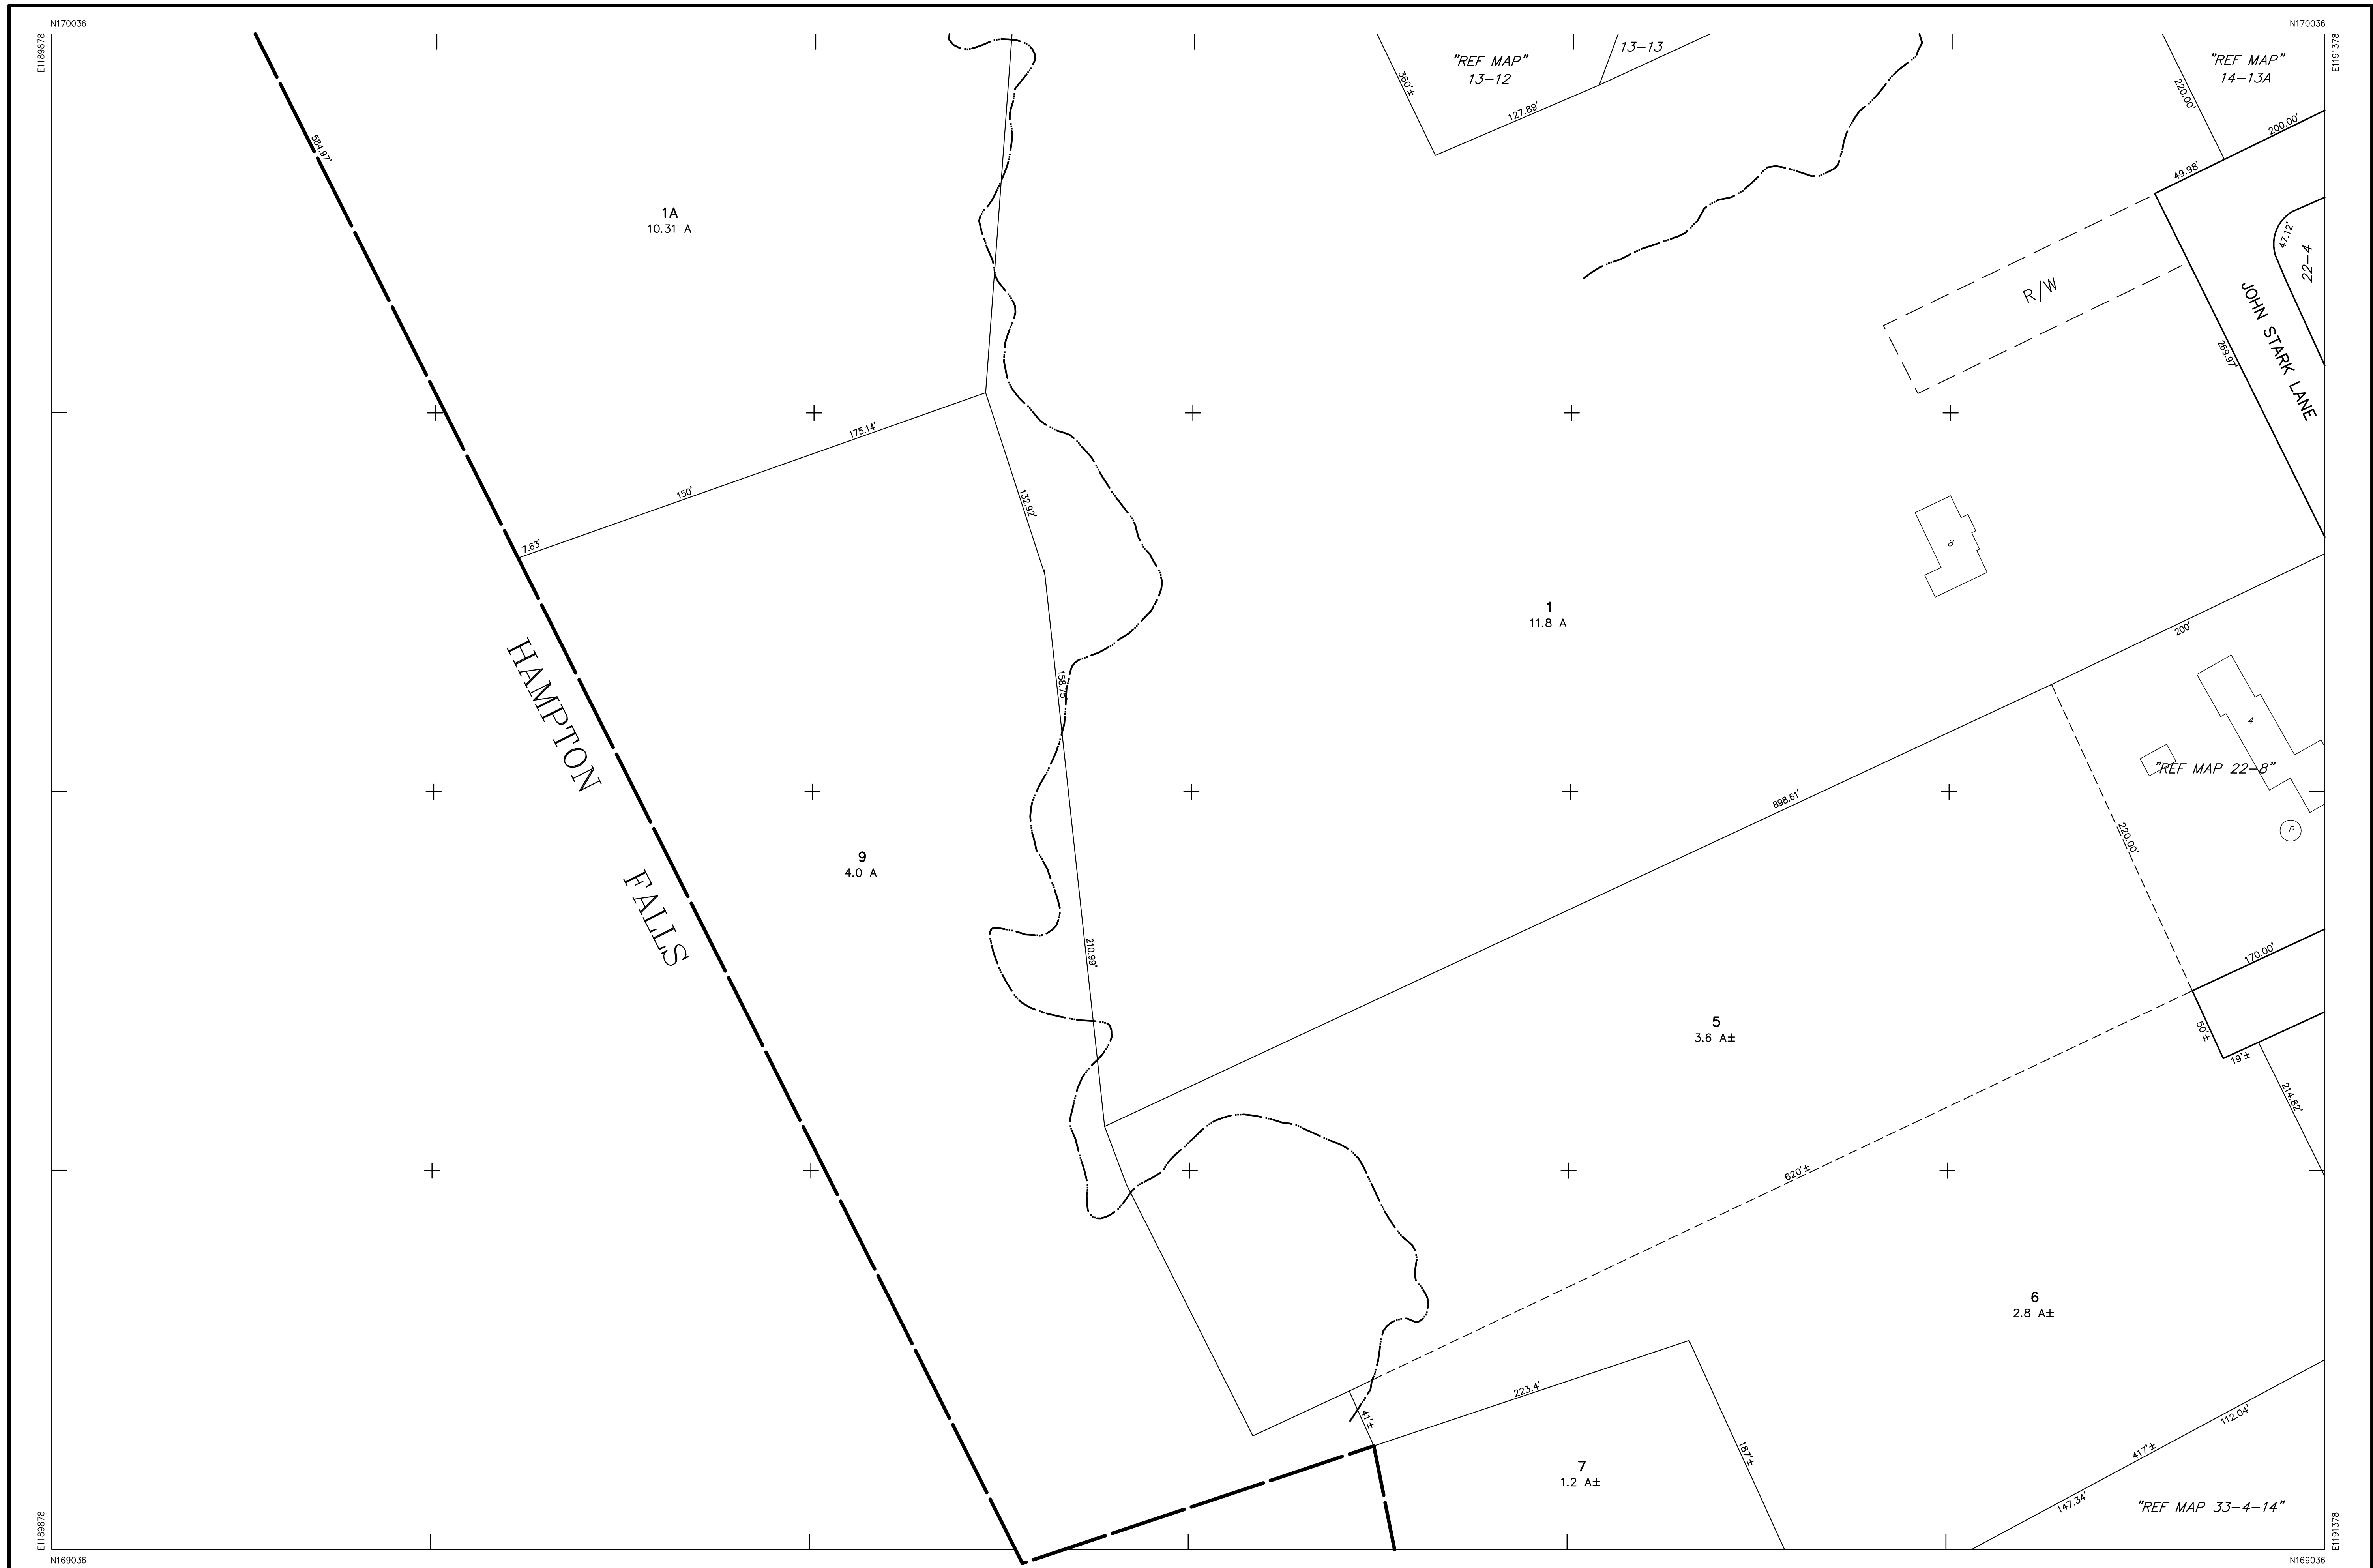 N170036
N170036
E1189878
E1191378
"REF MAP"
13-12
13-13
"REF MAP"
14-13A
360'±
127.89'
220.00'
200.00'
49.98'
584.97'
1A
10.31 A
47.12'
22-4
R/W
JOHN STARK LANE
269.97'
175.14'
150'
7.63'
132.92'
8
1
11.8 A
200'
158.75'
HAMPTON
FALLS
4
"REF MAP 22-8"
P
898.61'
220.00'
9
4.0 A
210.99'
170.00'
5
3.6 A±
50'±
19'±
214.82'
620'±
6
2.8 A±
223.4'
41'±
187'±
112.04'
417'±
147.34'
7
1.2 A±
"REF MAP 33-4-14"
E1189878
E1191378
N169036
N169036